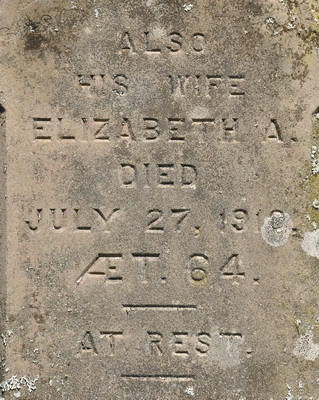 ALSO
HIS WIFE
ELIZABETH A.
DIED
JULY 27, 1910,
ÆT. 64.
AT REST.